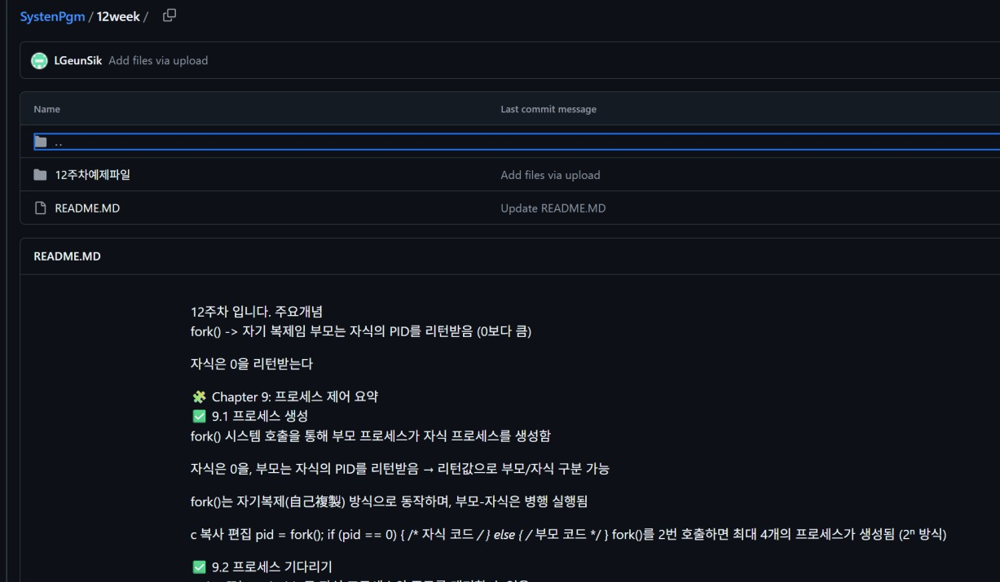 SystenPgm / 12week /
LGeunSik Add files via upload
Name Last commit message
..
12주차예제파일 Add files via upload
README.MD Update README.MD
README.MD
12주차 입니다. 주요개념
fork() -> 자기 복제임 부모는 자식의 PID를 리턴받음 (0보다 큼)
자식은 0을 리턴받는다
🧩 Chapter 9: 프로세스 제어 요약
✅ 9.1 프로세스 생성
fork() 시스템 호출을 통해 부모 프로세스가 자식 프로세스를 생성함
자식은 0을, 부모는 자식의 PID를 리턴받음 → 리턴값으로 부모/자식 구분 가능
fork()는 자기복제(自己複製) 방식으로 동작하며, 부모-자식은 병행 실행됨
c 복사 편집 pid = fork(); if (pid == 0) { /* 자식 코드 / } else { / 부모 코드 */ } fork()를 2번 호출하면 최대 4개의 프로세스가 생성됨 (2ⁿ 방식)
✅ 9.2 프로세스 기다리기